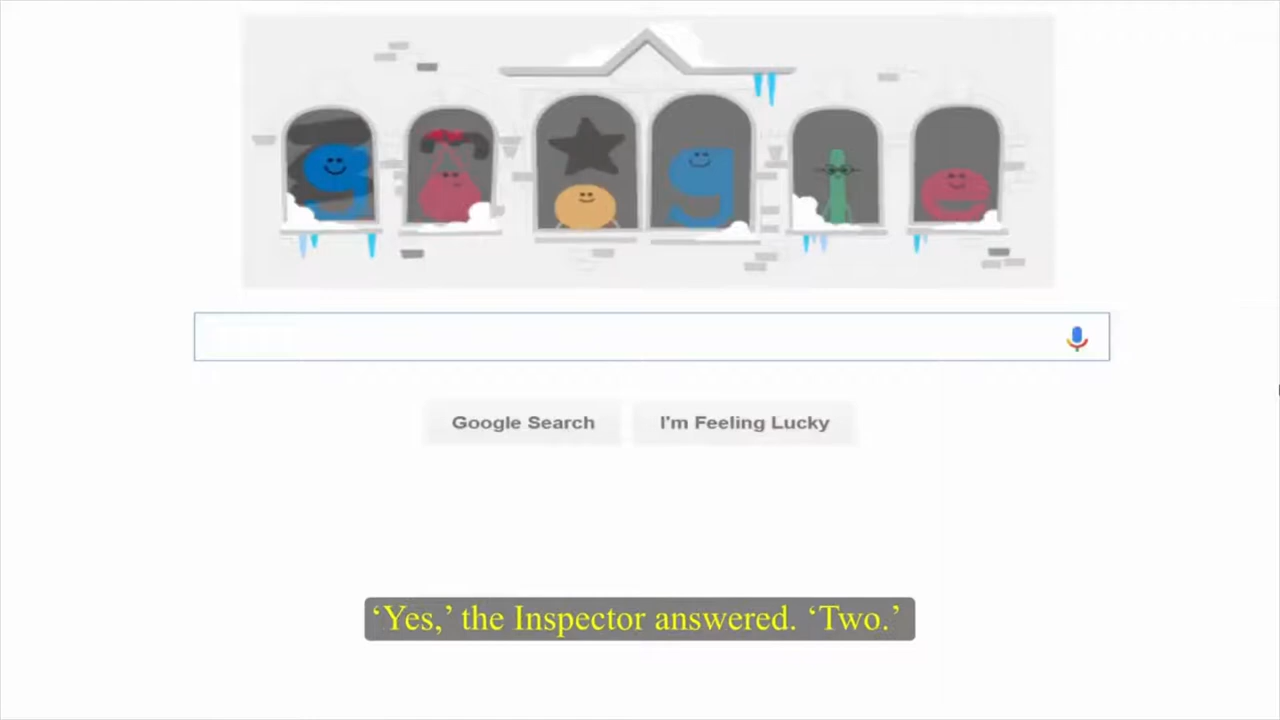 Google Search
I'm Feeling Lucky
‘Yes,’ the Inspector answered. ‘Two.’